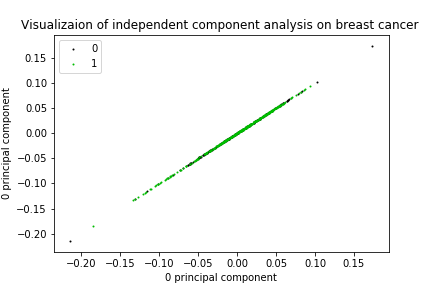 Visualizaion of independent component analysis on breast cancer
0
1
0.15
0.10
0.05
0.00
−0.05
−0.10
−0.15
−0.20
0 principal component
−0.20 −0.15 −0.10 −0.05 0.00 0.05 0.10 0.15
0 principal component